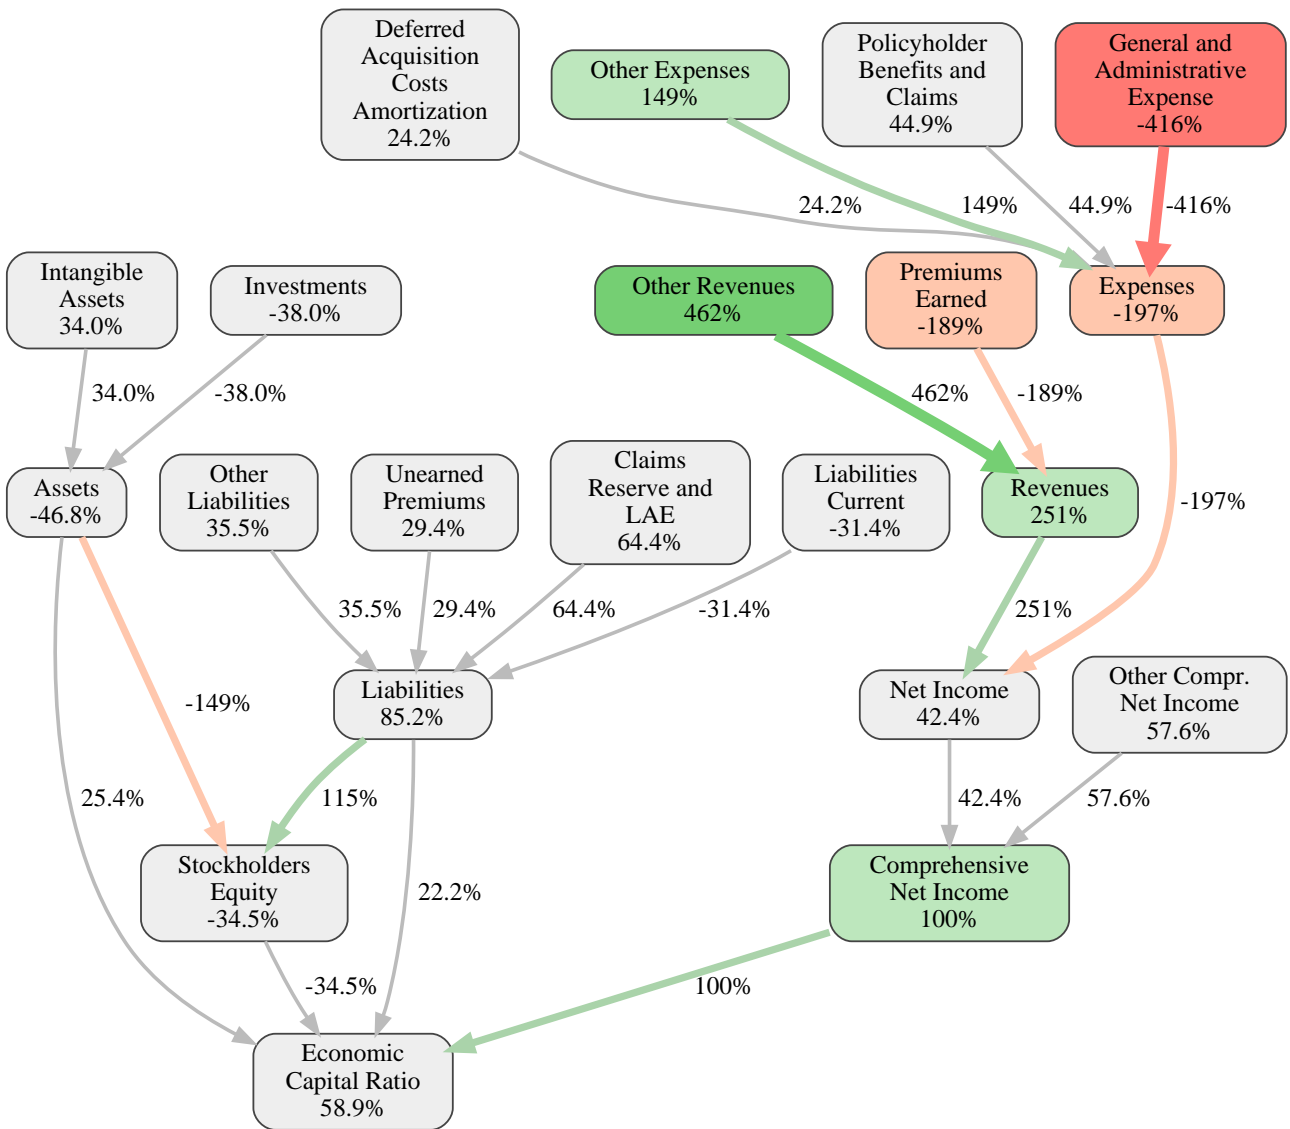 Deferred
Acquisition
Costs
Amortization
24.2%
Other Expenses
149%
Policyholder
Benefits and
Claims
44.9%
General and
Administrative
Expense
-416%
24.2%
149%
44.9%
-416%
Intangible
Assets
34.0%
Investments
-38.0%
Other Revenues
462%
Premiums
Earned
-189%
Expenses
-197%
34.0%
-38.0%
462%
-189%
-197%
Assets
-46.8%
Other
Liabilities
35.5%
Unearned
Premiums
29.4%
Claims
Reserve and
LAE
64.4%
Liabilities
Current
-31.4%
Revenues
251%
35.5%
29.4%
64.4%
-31.4%
251%
Liabilities
85.2%
Net Income
42.4%
Other Compr.
Net Income
57.6%
-149%
25.4%
115%
22.2%
42.4%
57.6%
Stockholders
Equity
-34.5%
Comprehensive
Net Income
100%
-34.5%
100%
Economic
Capital Ratio
58.9%